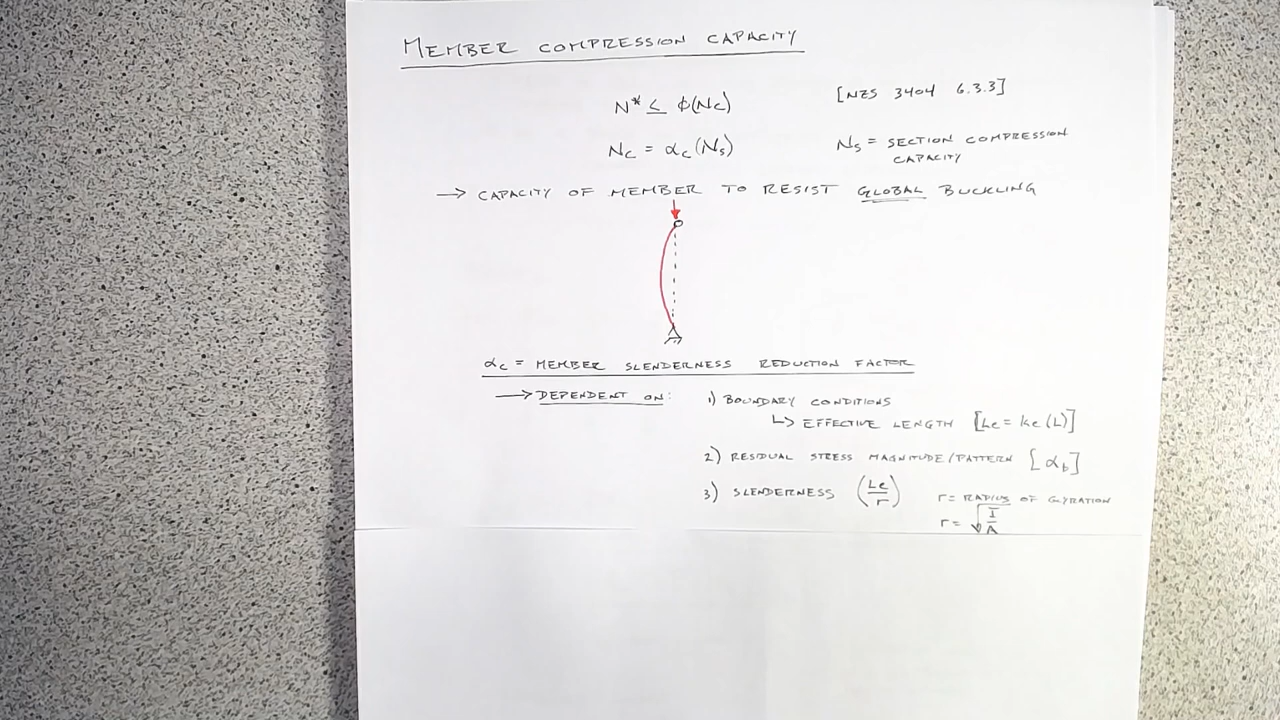 MEMBER COMPRESSION CAPACITY
N* ≤ φ(Nc)
[NZS 3404 6.3.3]
Nc = αc(Ns)
Ns = SECTION COMPRESSION
CAPACITY
→ CAPACITY OF MEMBER TO RESIST GLOBAL BUCKLING
αc = MEMBER SLENDERNESS REDUCTION FACTOR
→ DEPENDENT ON:
1) BOUNDARY CONDITIONS
↳ EFFECTIVE LENGTH [Le = ke(L)]
2) RESIDUAL STRESS MAGNITUDE/PATTERN [αb]
3) SLENDERNESS (Le/r)
r = RADIUS OF GYRATION
r = √(I/A)